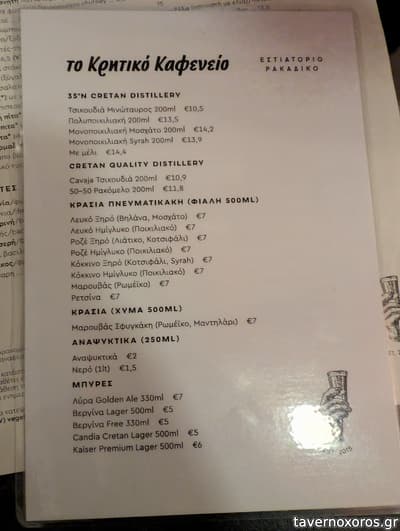 το Κρητικό Καφενείο
ΕΣΤΙΑΤΟΡΙΟ
ΡΑΚΑΔΙΚΟ
35°N CRETAN DISTILLERY
Τσικουδιά Μινώταυρος 200ml €10,5
Πολυποικιλιακή 200ml €13,5
Μονοποικιλιακή Μοσχάτο 200ml €14,2
Μονοποικιλιακή Syrah 200ml €13,9
Με μέλι €14,4
CRETAN QUALITY DISTILLERY
Cavaja Τσικουδιά 200ml €10,9
50-50 Ρακόμελο 200ml €11,8
ΚΡΑΣΙΑ ΠΝΕΥΜΑΤΙΚΑΚΗ (ΦΙΑΛΗ 500ML)
Λευκό Ξηρό (Βηλάνα, Μοσχάτο) €7
Λευκό Ημίγλυκο (Ποικιλιακό) €7
Ροζέ Ξηρό (Λιάτικο, Κοτσιφάλι) €7
Ροζέ Ημίγλυκο (Ποικιλιακό) €7
Κόκκινο Ξηρό (Κοτσιφάλι, Syrah) €7
Κόκκινο Ημίγλυκο (Ποικιλιακό) €7
Μαρουβάς (Ρωμέϊκο) €7
Ρετσίνα €7
ΚΡΑΣΙΑ (ΧΥΜΑ 500ML)
Μαρουβάς Σφυγκάκη (Ρωμέϊκο, Μαντηλάρι) €7
ΑΝΑΨΥΚΤΙΚΑ (250ML)
Αναψυκτικά €2
Νερό (1lt) €1,5
ΜΠΥΡΕΣ
Λύρα Golden Ale 330ml €7
Βεργίνα Lager 500ml €5
Βεργίνα Free 330ml €5
Candia Cretan Lager 500ml €5
Kaiser Premium Lager 500ml €6
tavernoxoros.gr